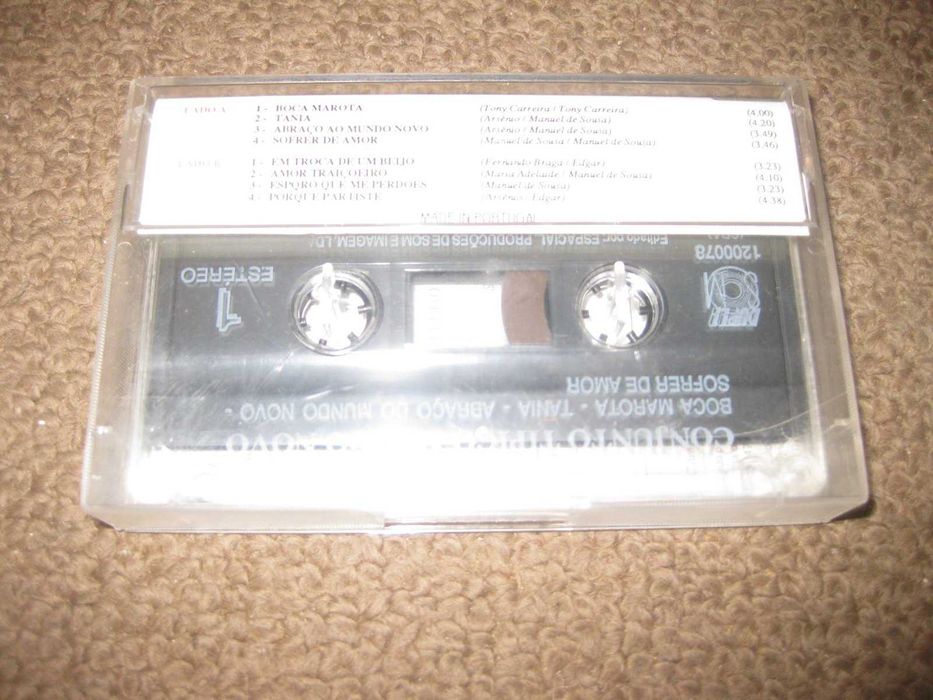 LADO A 1 - BOCA MAROTA (Tony Carreira / Tony Carreira) (4.00)
2 - TANIA (Arsénio / Manuel de Sousa) (4.20)
3 - ABRAÇO AO MUNDO NOVO (Arsénio / Manuel de Sousa) (3.49)
4 - SOFRER DE AMOR (Manuel de Sousa / Manuel de Sousa) (3.46)
LADO B 1 - EM TROCA DE UM BEIJO (Fernando Braga / Edgar) (3.23)
2 - AMOR TRAIÇOEIRO (Maria Adelaide / Manuel de Sousa) (4.10)
3 - ESPQRO QUE ME PERDOES (Manuel de Sousa) (3.23)
4 - PORQUE PARTISTE (Arsénio / Edgar) (4.38)
MADE IN PORTUGAL
CONJUNTO TÍPICO NOVO
BOCA MAROTA - TANIA - ABRAÇO DO MUNDO NOVO -
SOFRER DE AMOR
1
ESTÉREO
1200078
Editado por: ESPACIAL PRODUÇÕES DE SOM E IMAGEM, LDA